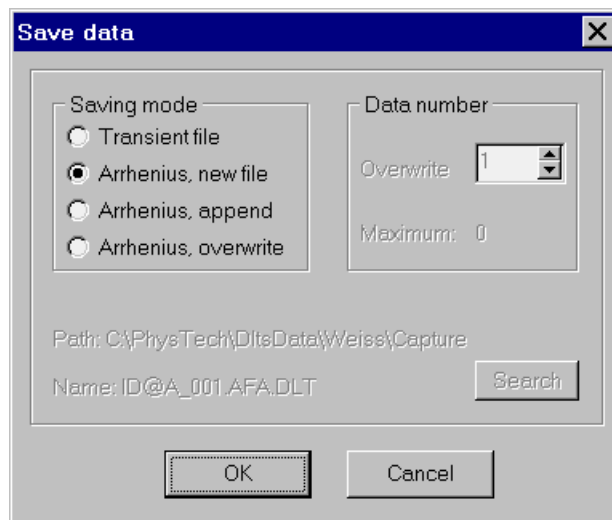 Save data
Saving mode
Transient file
Arrhenius, new file
Arrhenius, append
Arrhenius, overwrite
Data number
Overwrite 1
Maximum: 0
Path: C:\PhysTech\DltsData\Weiss\Capture
Name: ID@A_001.AFA.DLT
Search
OK
Cancel